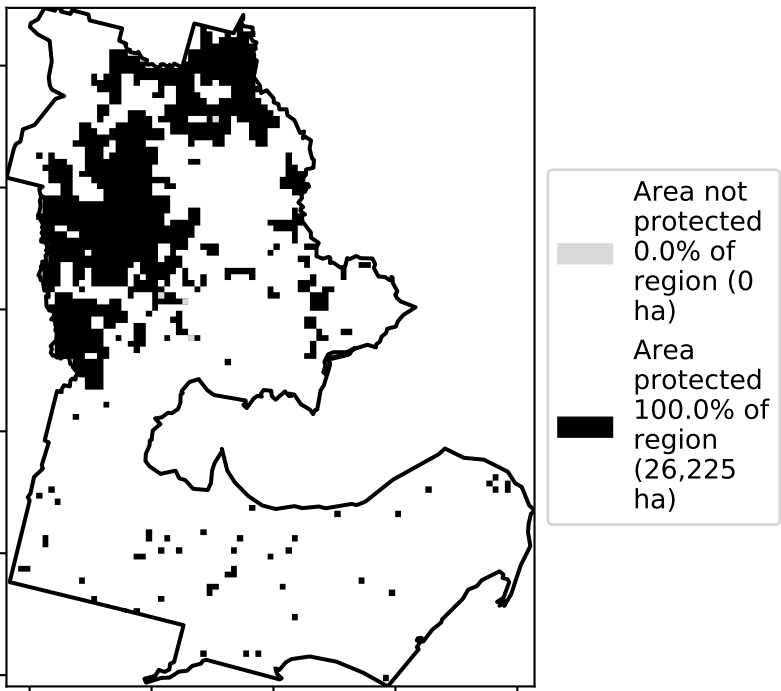 Area not
protected
0.0% of
region (0
ha)
Area
protected
100.0% of
region
(26,225
ha)